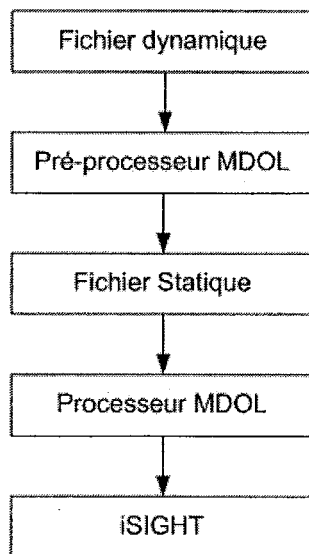 Fichier dynamique
Pré-processeur MDOL
Fichier Statique
Processeur MDOL
iSIGHT